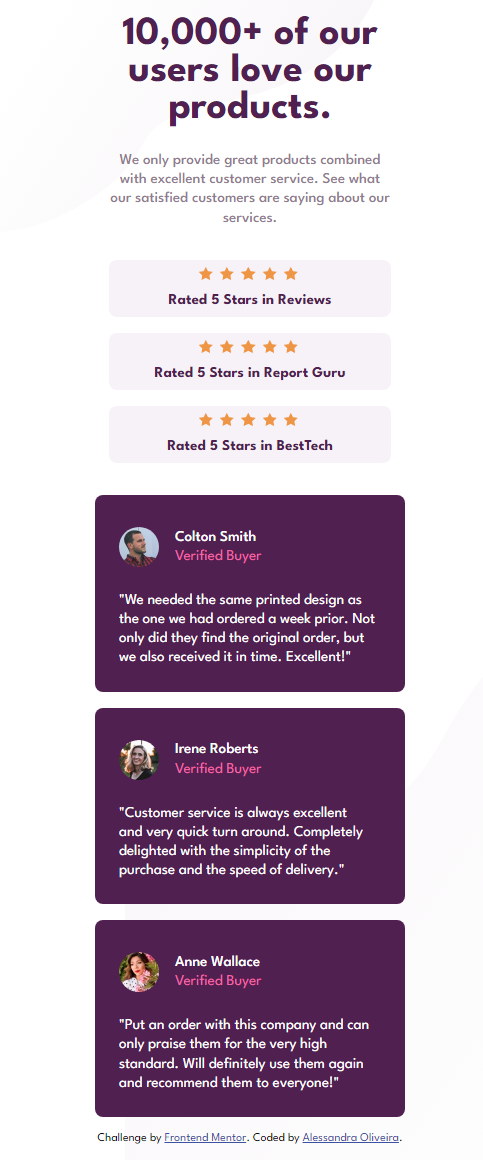 10,000+ of our
users love our
products.
We only provide great products combined
with excellent customer service. See what
our satisfied customers are saying about our
services.
Rated 5 Stars in Reviews
Rated 5 Stars in Report Guru
Rated 5 Stars in BestTech
Colton Smith
Verified Buyer
"We needed the same printed design as
the one we had ordered a week prior. Not
only did they find the original order, but
we also received it in time. Excellent!"
Irene Roberts
Verified Buyer
"Customer service is always excellent
and very quick turn around. Completely
delighted with the simplicity of the
purchase and the speed of delivery."
Anne Wallace
Verified Buyer
"Put an order with this company and can
only praise them for the very high
standard. Will definitely use them again
and recommend them to everyone!"
Challenge by Frontend Mentor. Coded by Alessandra Oliveira.